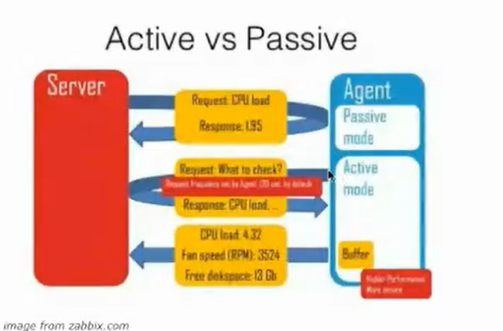 Active vs Passive
Server
Agent
Request: CPU load
Response: 1.95
Passive
mode
Request: What to check?
Request frequency set by Agent, 120 sec. by default
Response: CPU load, ...
Active
mode
CPU load: 4.32
Fan speed (RPM): 3524
Free diskspace: 13 Gb
Buffer
Higher Performance
More secure
image from zabbix.com